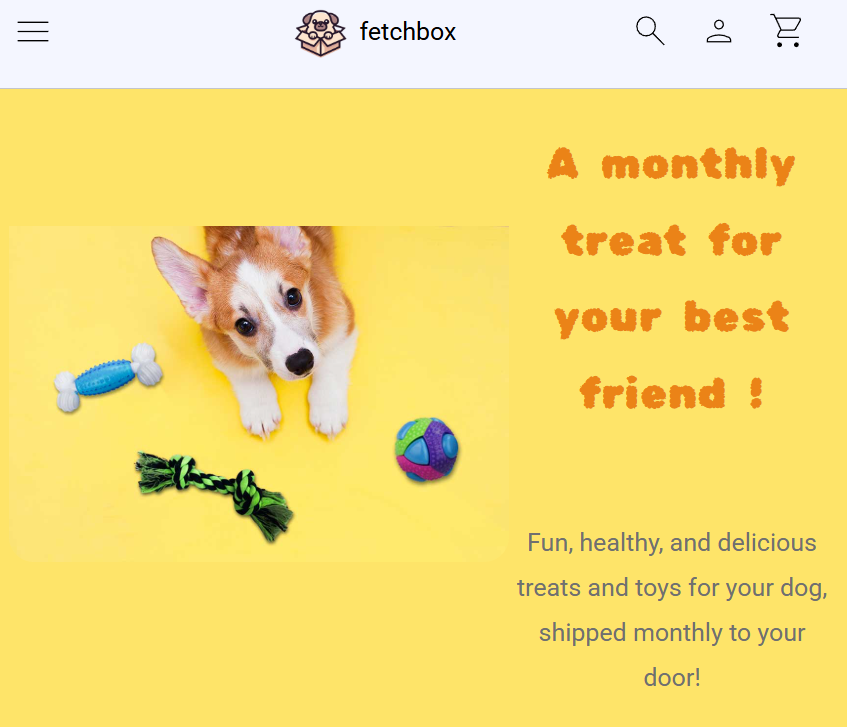 fetchbox
A monthly
treat for
your best
friend !
Fun, healthy, and delicious
treats and toys for your dog,
shipped monthly to your
door!